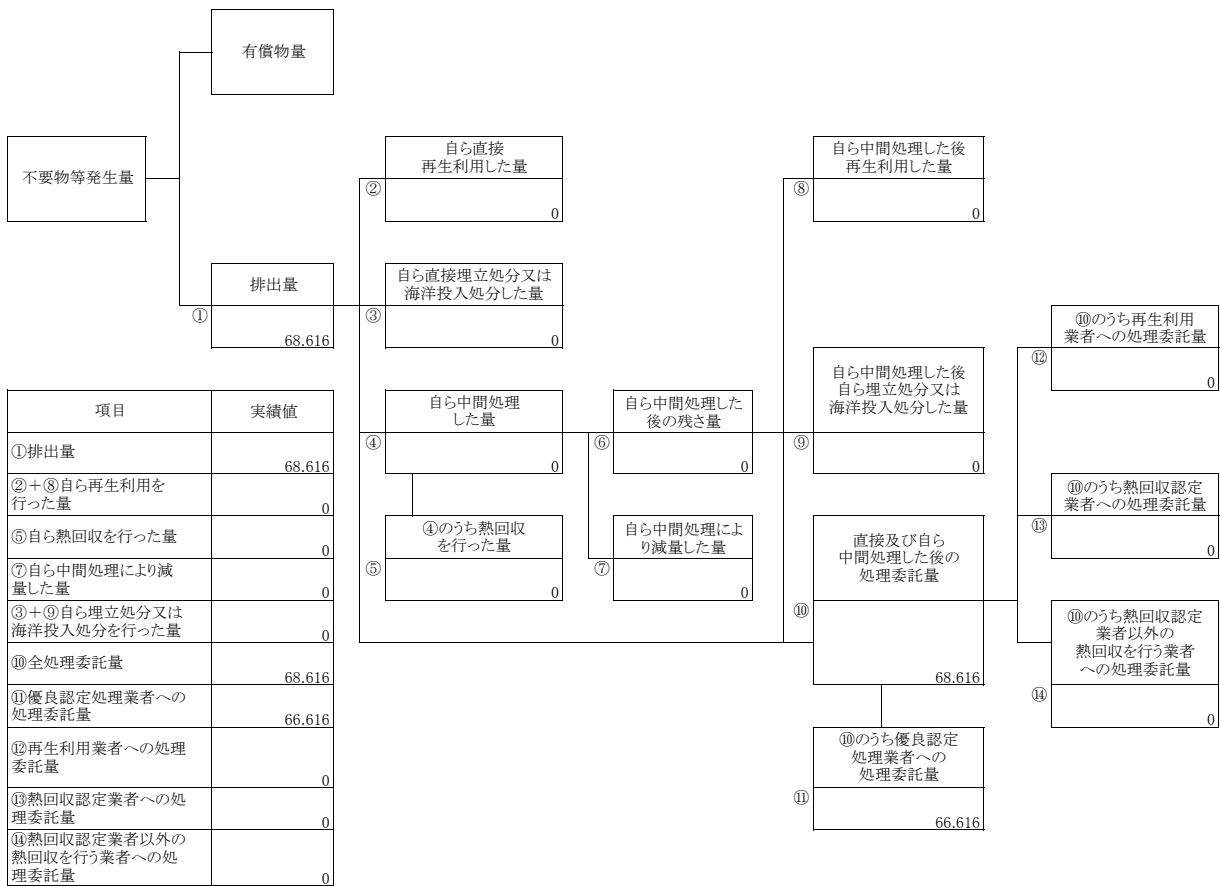 有償物量
不要物等発生量
排出量
①
68.616
自ら直接
再生利用した量
②
0
自ら直接埋立処分又は
海洋投入処分した量
③
0
自ら中間処理
した量
④
0
④のうち熱回収
を行った量
⑤
0
自ら中間処理した
後の残さ量
⑥
0
自ら中間処理によ
り減量した量
⑦
0
自ら中間処理した後
再生利用した量
⑧
0
自ら中間処理した後
自ら埋立処分又は
海洋投入処分した量
⑨
0
直接及び自ら
中間処理した後の
処理委託量
⑩
68.616
⑩のうち優良認定
処理業者への
処理委託量
⑪
66.616
⑩のうち再生利用
業者への処理委託量
⑫
0
⑩のうち熱回収認定
業者への処理委託量
⑬
0
⑩のうち熱回収認定
業者以外の
熱回収を行う業者
への処理委託量
⑭
0
項目 実績値
①排出量
68.616
②＋⑧自ら再生利用を
行った量
0
⑤自ら熱回収を行った量
0
⑦自ら中間処理により減
量した量
0
③＋⑨自ら埋立処分又は
海洋投入処分を行った量
0
⑩全処理委託量
68.616
⑪優良認定処理業者への
処理委託量
66.616
⑫再生利用業者への処理
委託量
0
⑬熱回収認定業者への処
理委託量
0
⑭熱回収認定業者以外の
熱回収を行う業者への処
理委託量
0